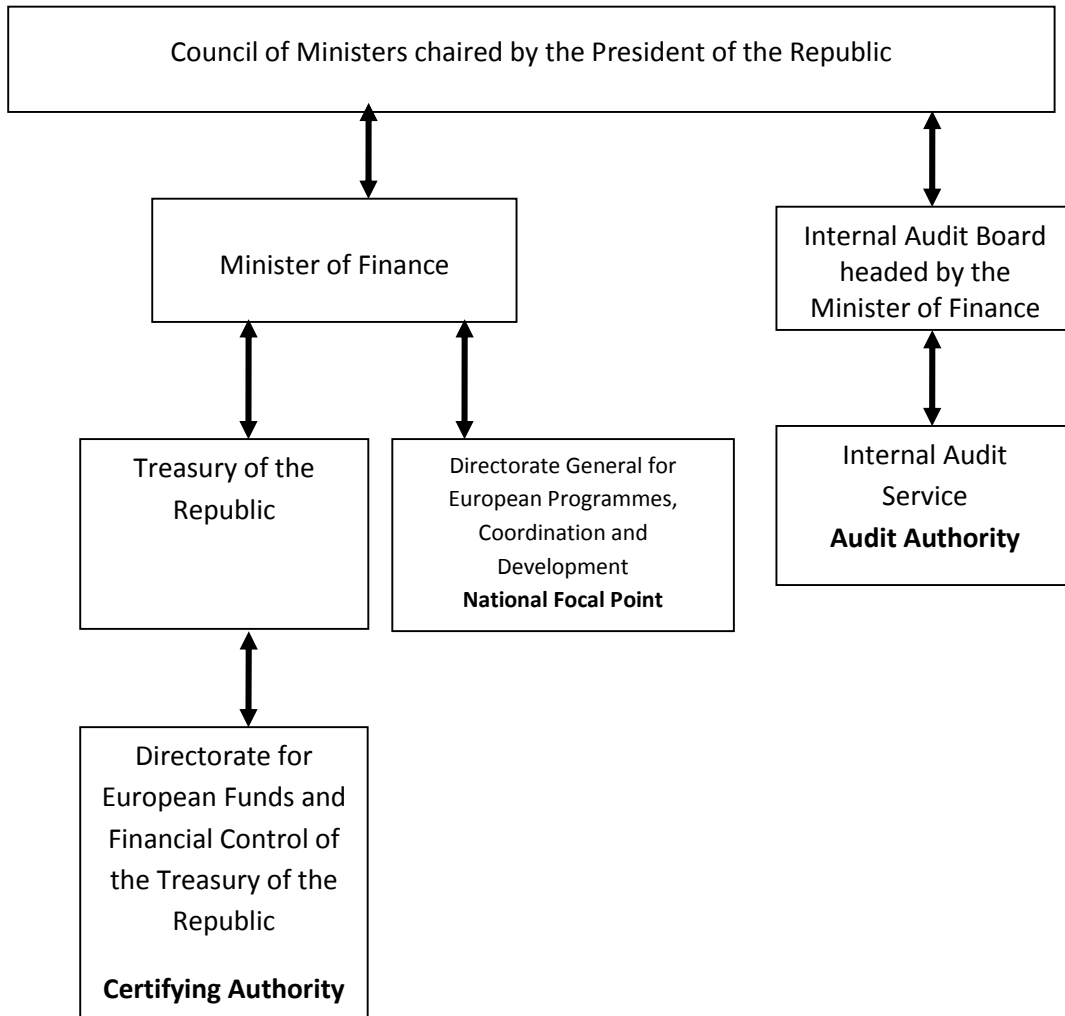 Council of Ministers chaired by the President of the Republic
Minister of Finance
Internal Audit Board
headed by the
Minister of Finance
Treasury of the
Republic
Directorate General for
European Programmes,
Coordination and
Development
National Focal Point
Internal Audit
Service
Audit Authority
Directorate for
European Funds and
Financial Control of
the Treasury of the
Republic
Certifying Authority